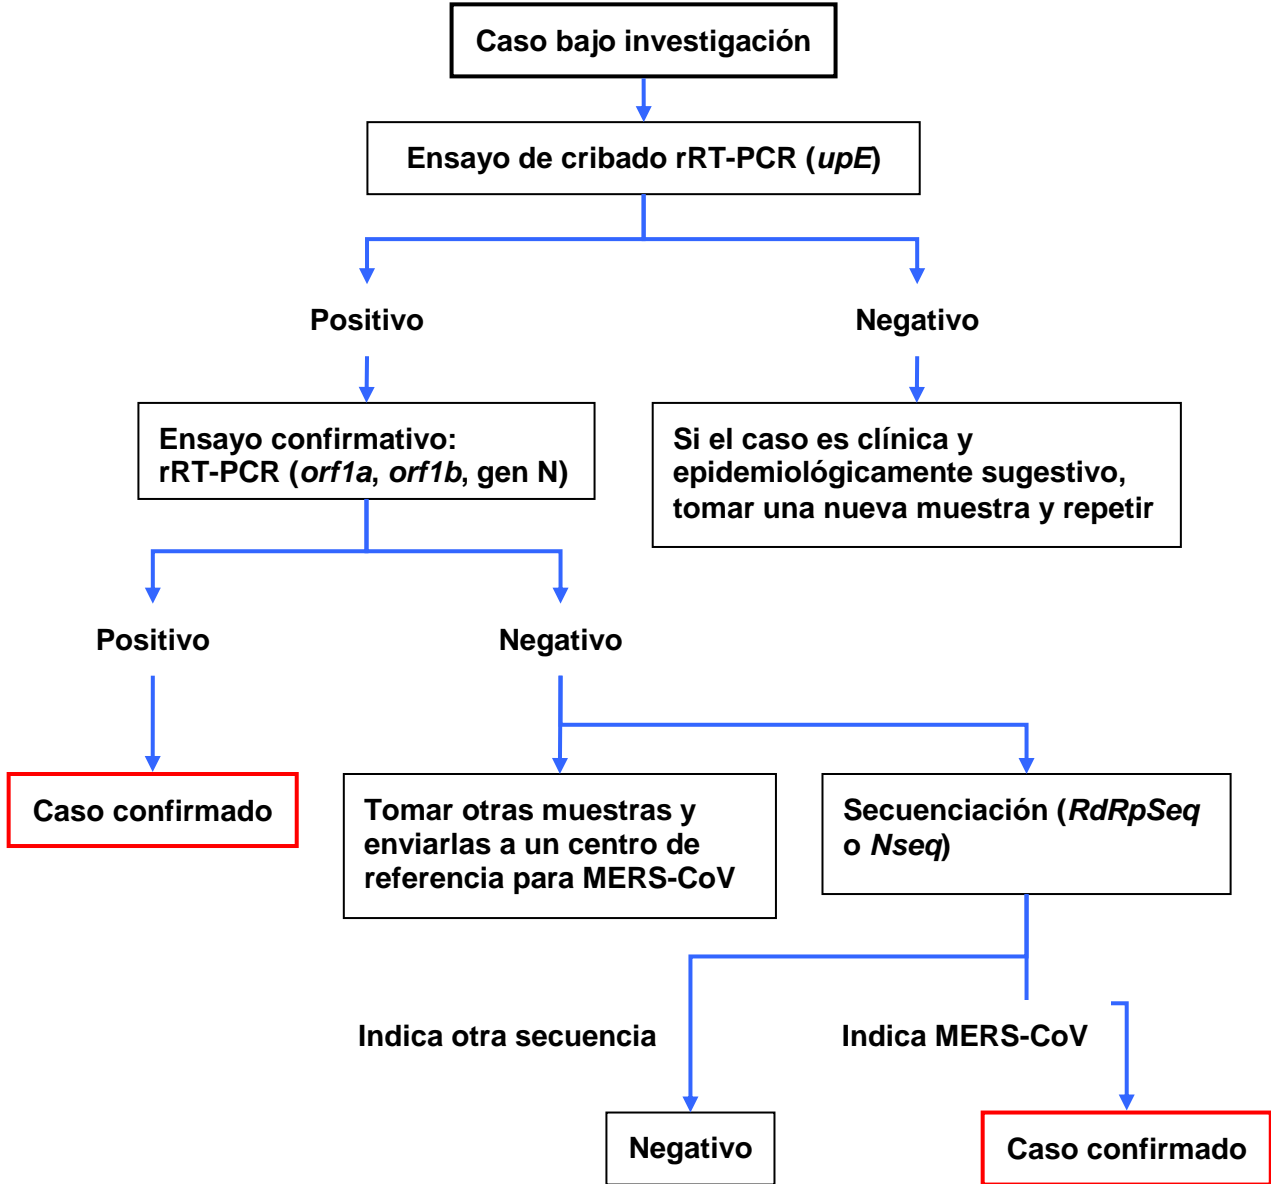 Caso bajo investigación
Ensayo de cribado rRT-PCR (upE)
Positivo
Negativo
Ensayo confirmativo:
rRT-PCR (orf1a, orf1b, gen N)
Si el caso es clínica y
epidemiológicamente sugestivo,
tomar una nueva muestra y repetir
Positivo
Negativo
Caso confirmado
Tomar otras muestras y
enviarlas a un centro de
referencia para MERS-CoV
Secuenciación (RdRpSeq
o Nseq)
Indica otra secuencia
Indica MERS-CoV
Negativo
Caso confirmado